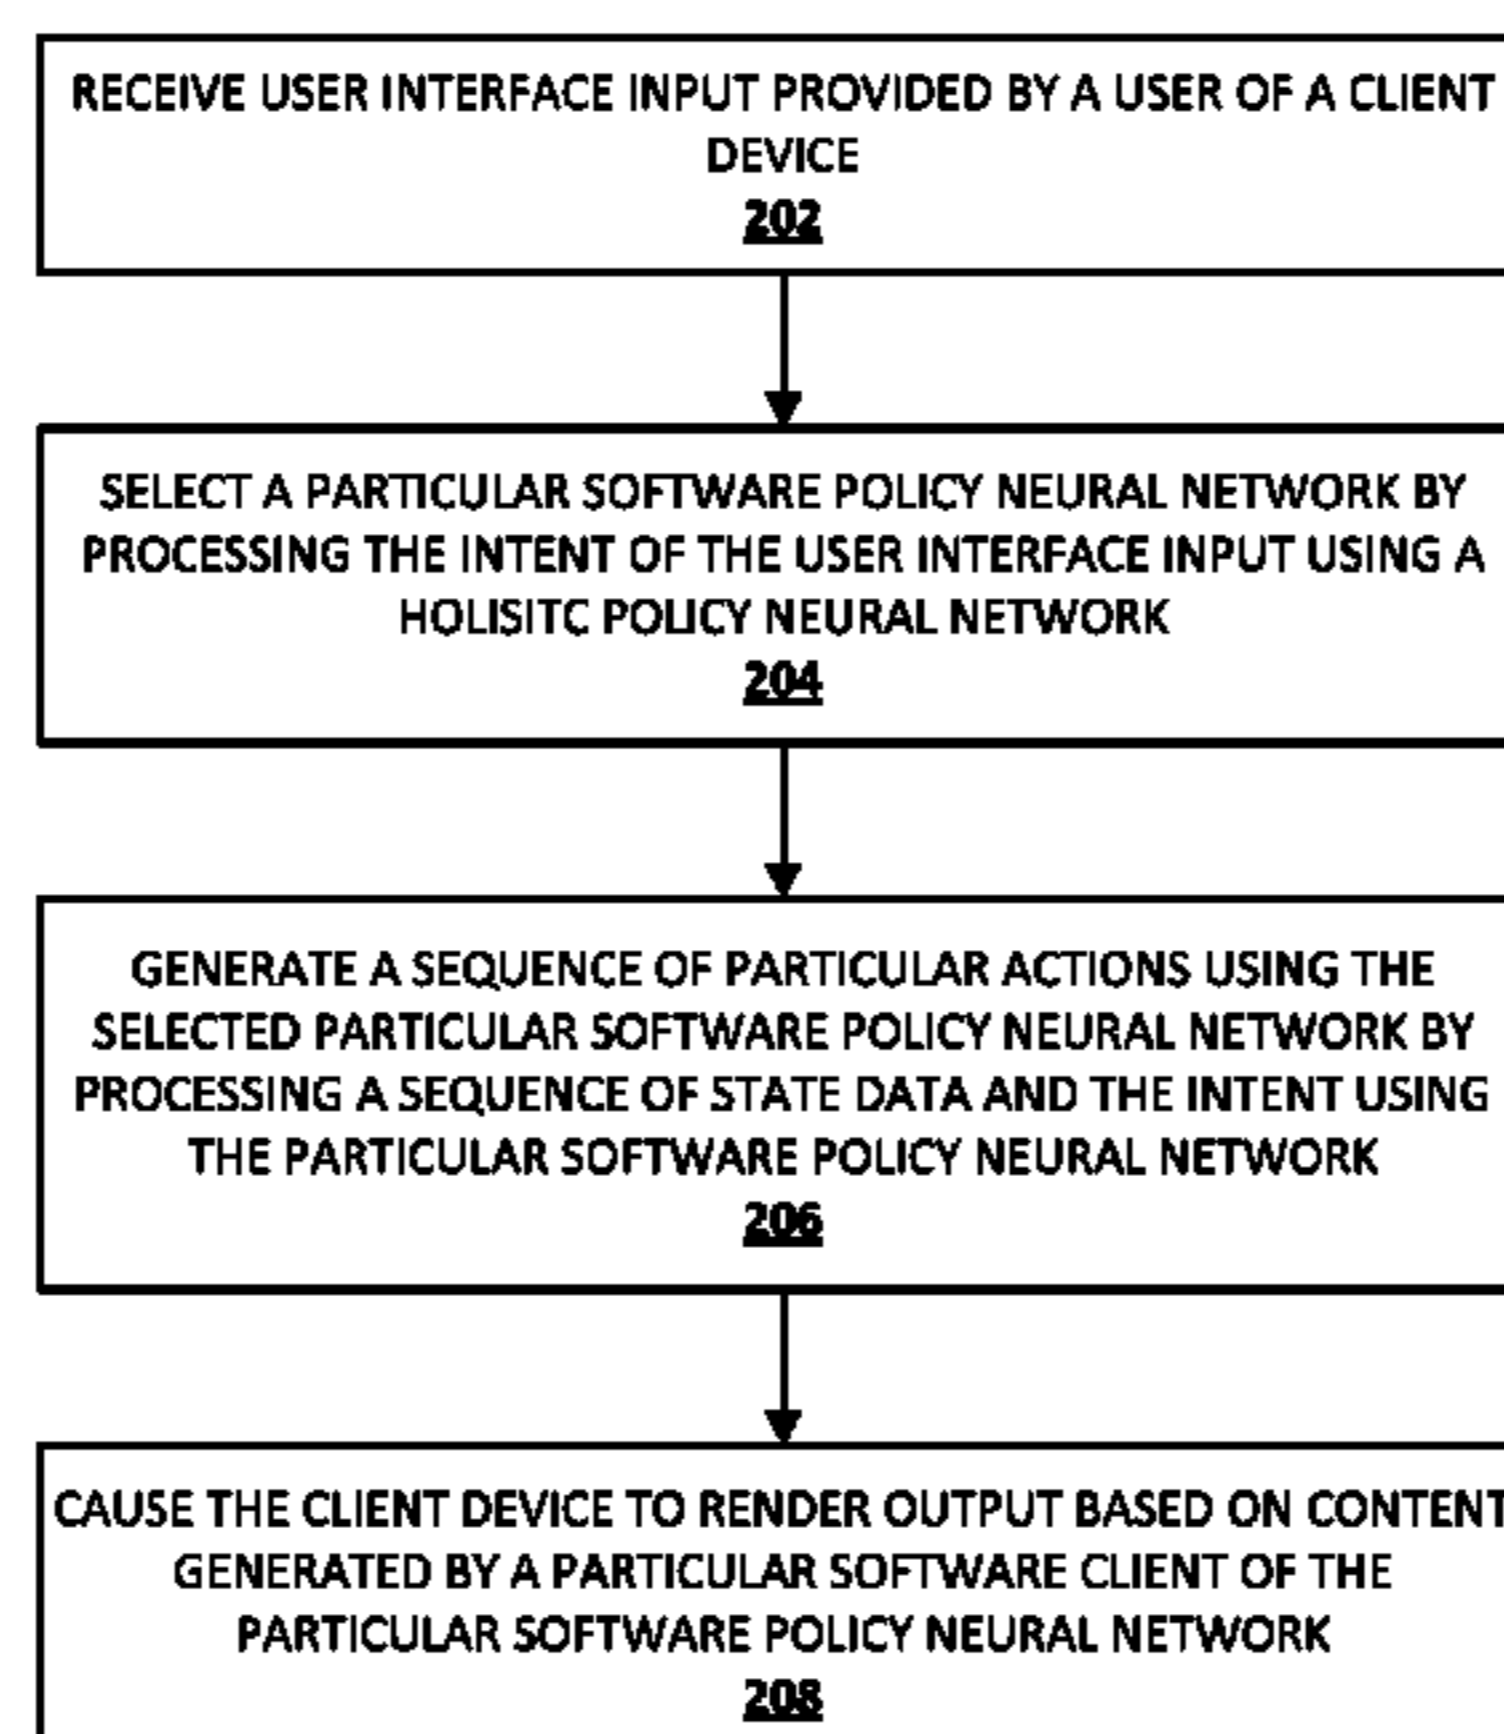 RECEIVE USER INTERFACE INPUT PROVIDED BY A USER OF A CLIENT
DEVICE
202
SELECT A PARTICULAR SOFTWARE POLICY NEURAL NETWORK BY
PROCESSING THE INTENT OF THE USER INTERFACE INPUT USING A
HOLISITC POLICY NEURAL NETWORK
204
GENERATE A SEQUENCE OF PARTICULAR ACTIONS USING THE
SELECTED PARTICULAR SOFTWARE POLICY NEURAL NETWORK BY
PROCESSING A SEQUENCE OF STATE DATA AND THE INTENT USING
THE PARTICULAR SOFTWARE POLICY NEURAL NETWORK
206
CAUSE THE CLIENT DEVICE TO RENDER OUTPUT BASED ON CONTENT
GENERATED BY A PARTICULAR SOFTWARE CLIENT OF THE
PARTICULAR SOFTWARE POLICY NEURAL NETWORK
208